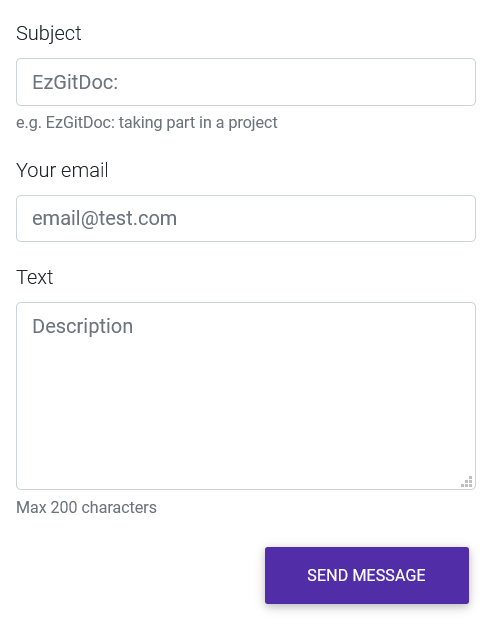 Subject
EzGitDoc:
e.g. EzGitDoc: taking part in a project
Your email
email@test.com
Text
Description
Max 200 characters
SEND MESSAGE